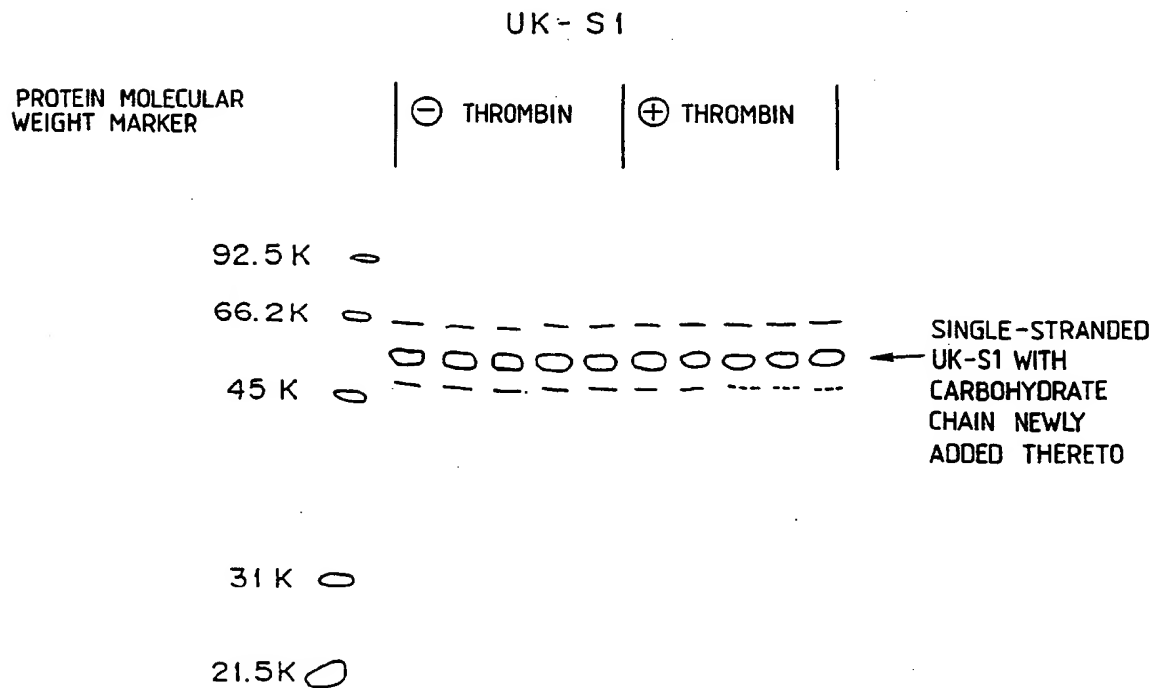 UK- S1
PROTEIN MOLECULAR
WEIGHT MARKER
⊖ THROMBIN
⊕ THROMBIN
92.5K
66.2K
45 K
31 K
21.5K
SINGLE-STRANDED
UK-S1 WITH
CARBOHYDRATE
CHAIN NEWLY
ADDED THERETO